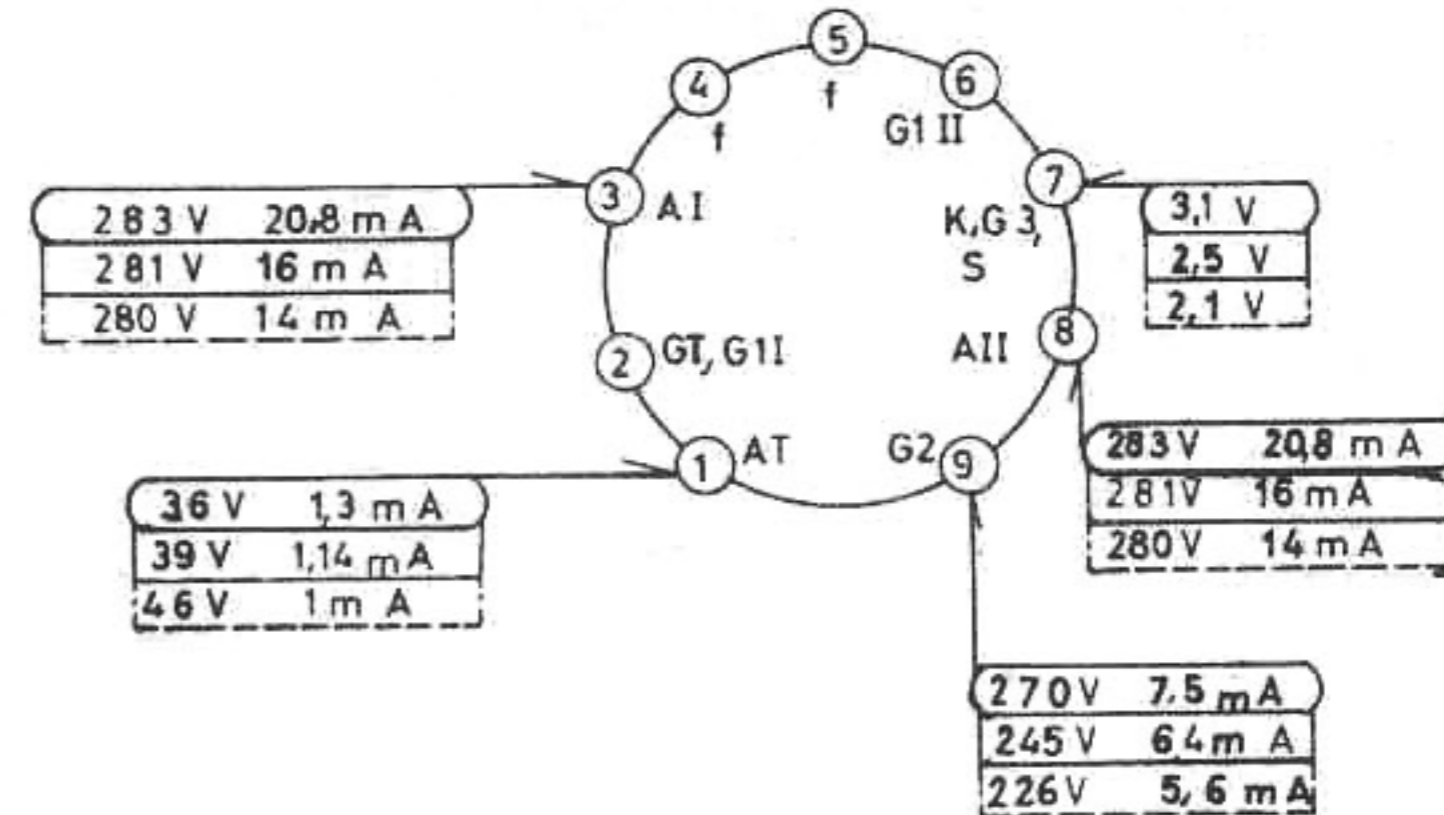 5
4
6
f
f
G1 II
7
3
AI
283 V 20,8 mA
281 V 16 mA
280 V 14 mA
K,G 3,
S
3,1 V
2,5 V
2,1 V
8
AII
2
GT, G1I
1
AT
G2
9
36 V 1,3 mA
39 V 1,14 mA
46 V 1 mA
283 V 20,8 mA
281V 16 mA
280 V 14 mA
270V 7,5 mA
245 V 6,4 mA
226 V 5,6 mA